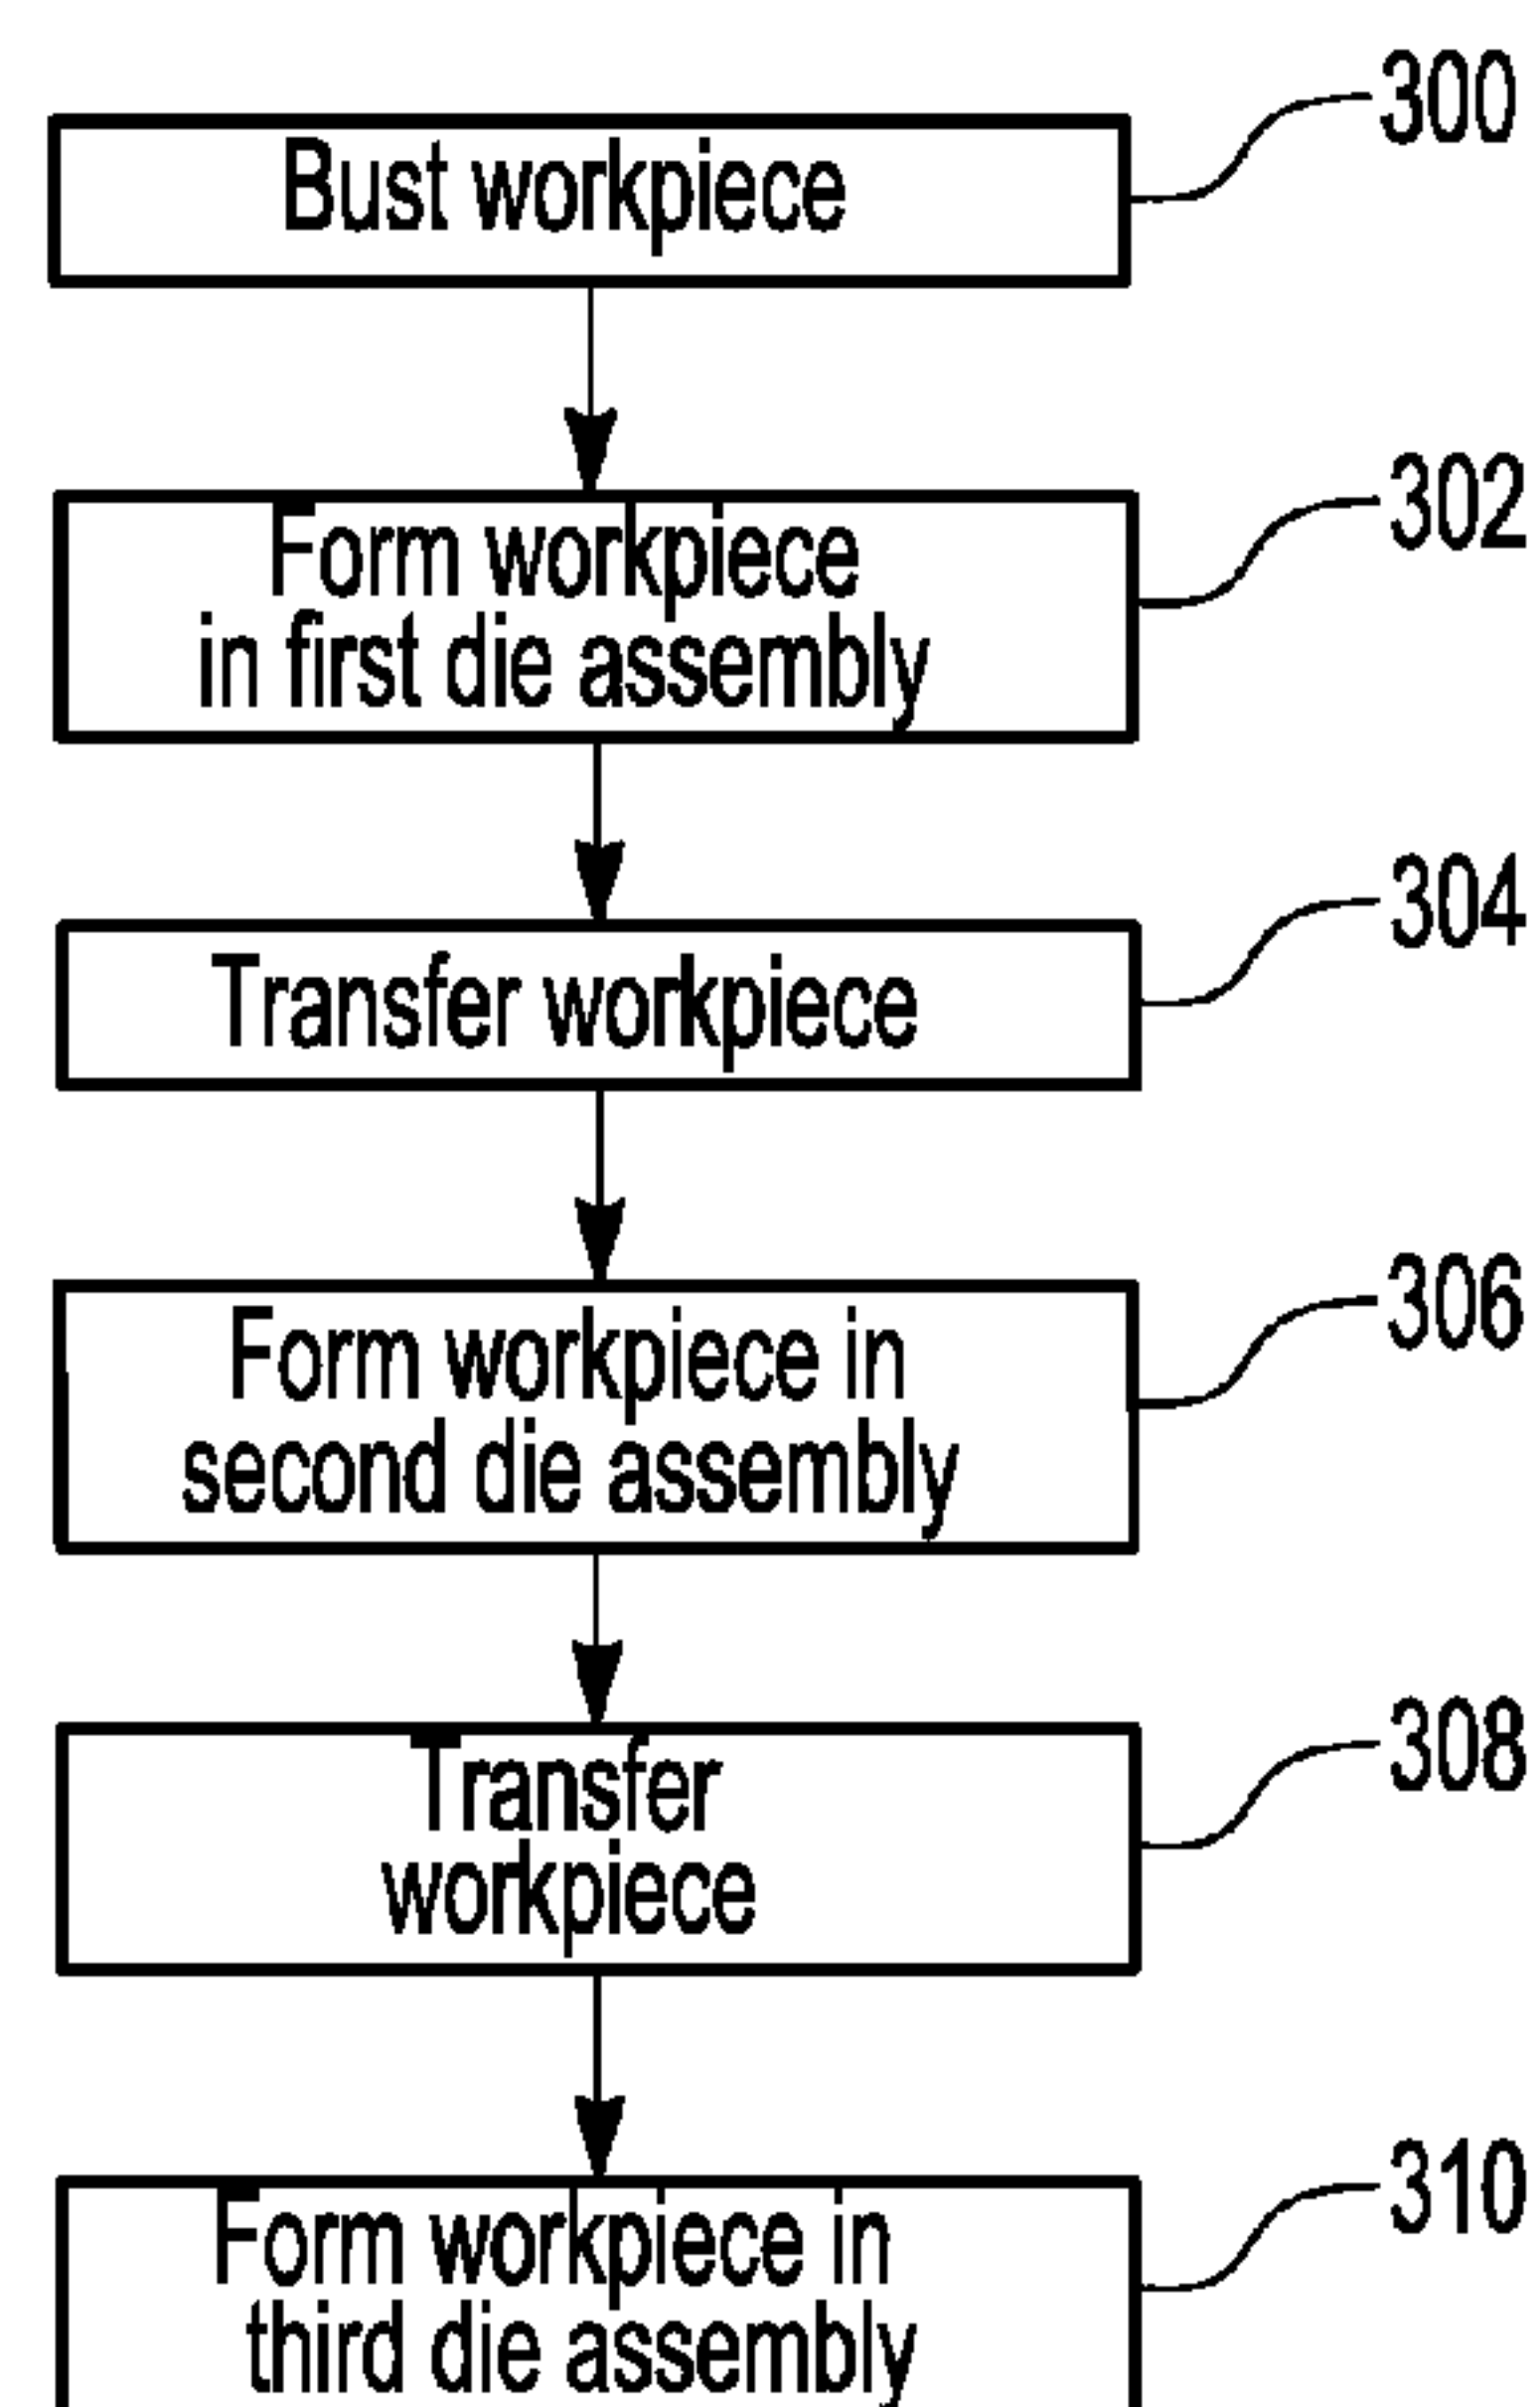 300
Bust workpiece
302
Form workpiece
in first die assembly
304
Transfer workpiece
306
Form workpiece in
second die assembly
308
Transfer
workpiece
310
Form workpiece in
third die assembly